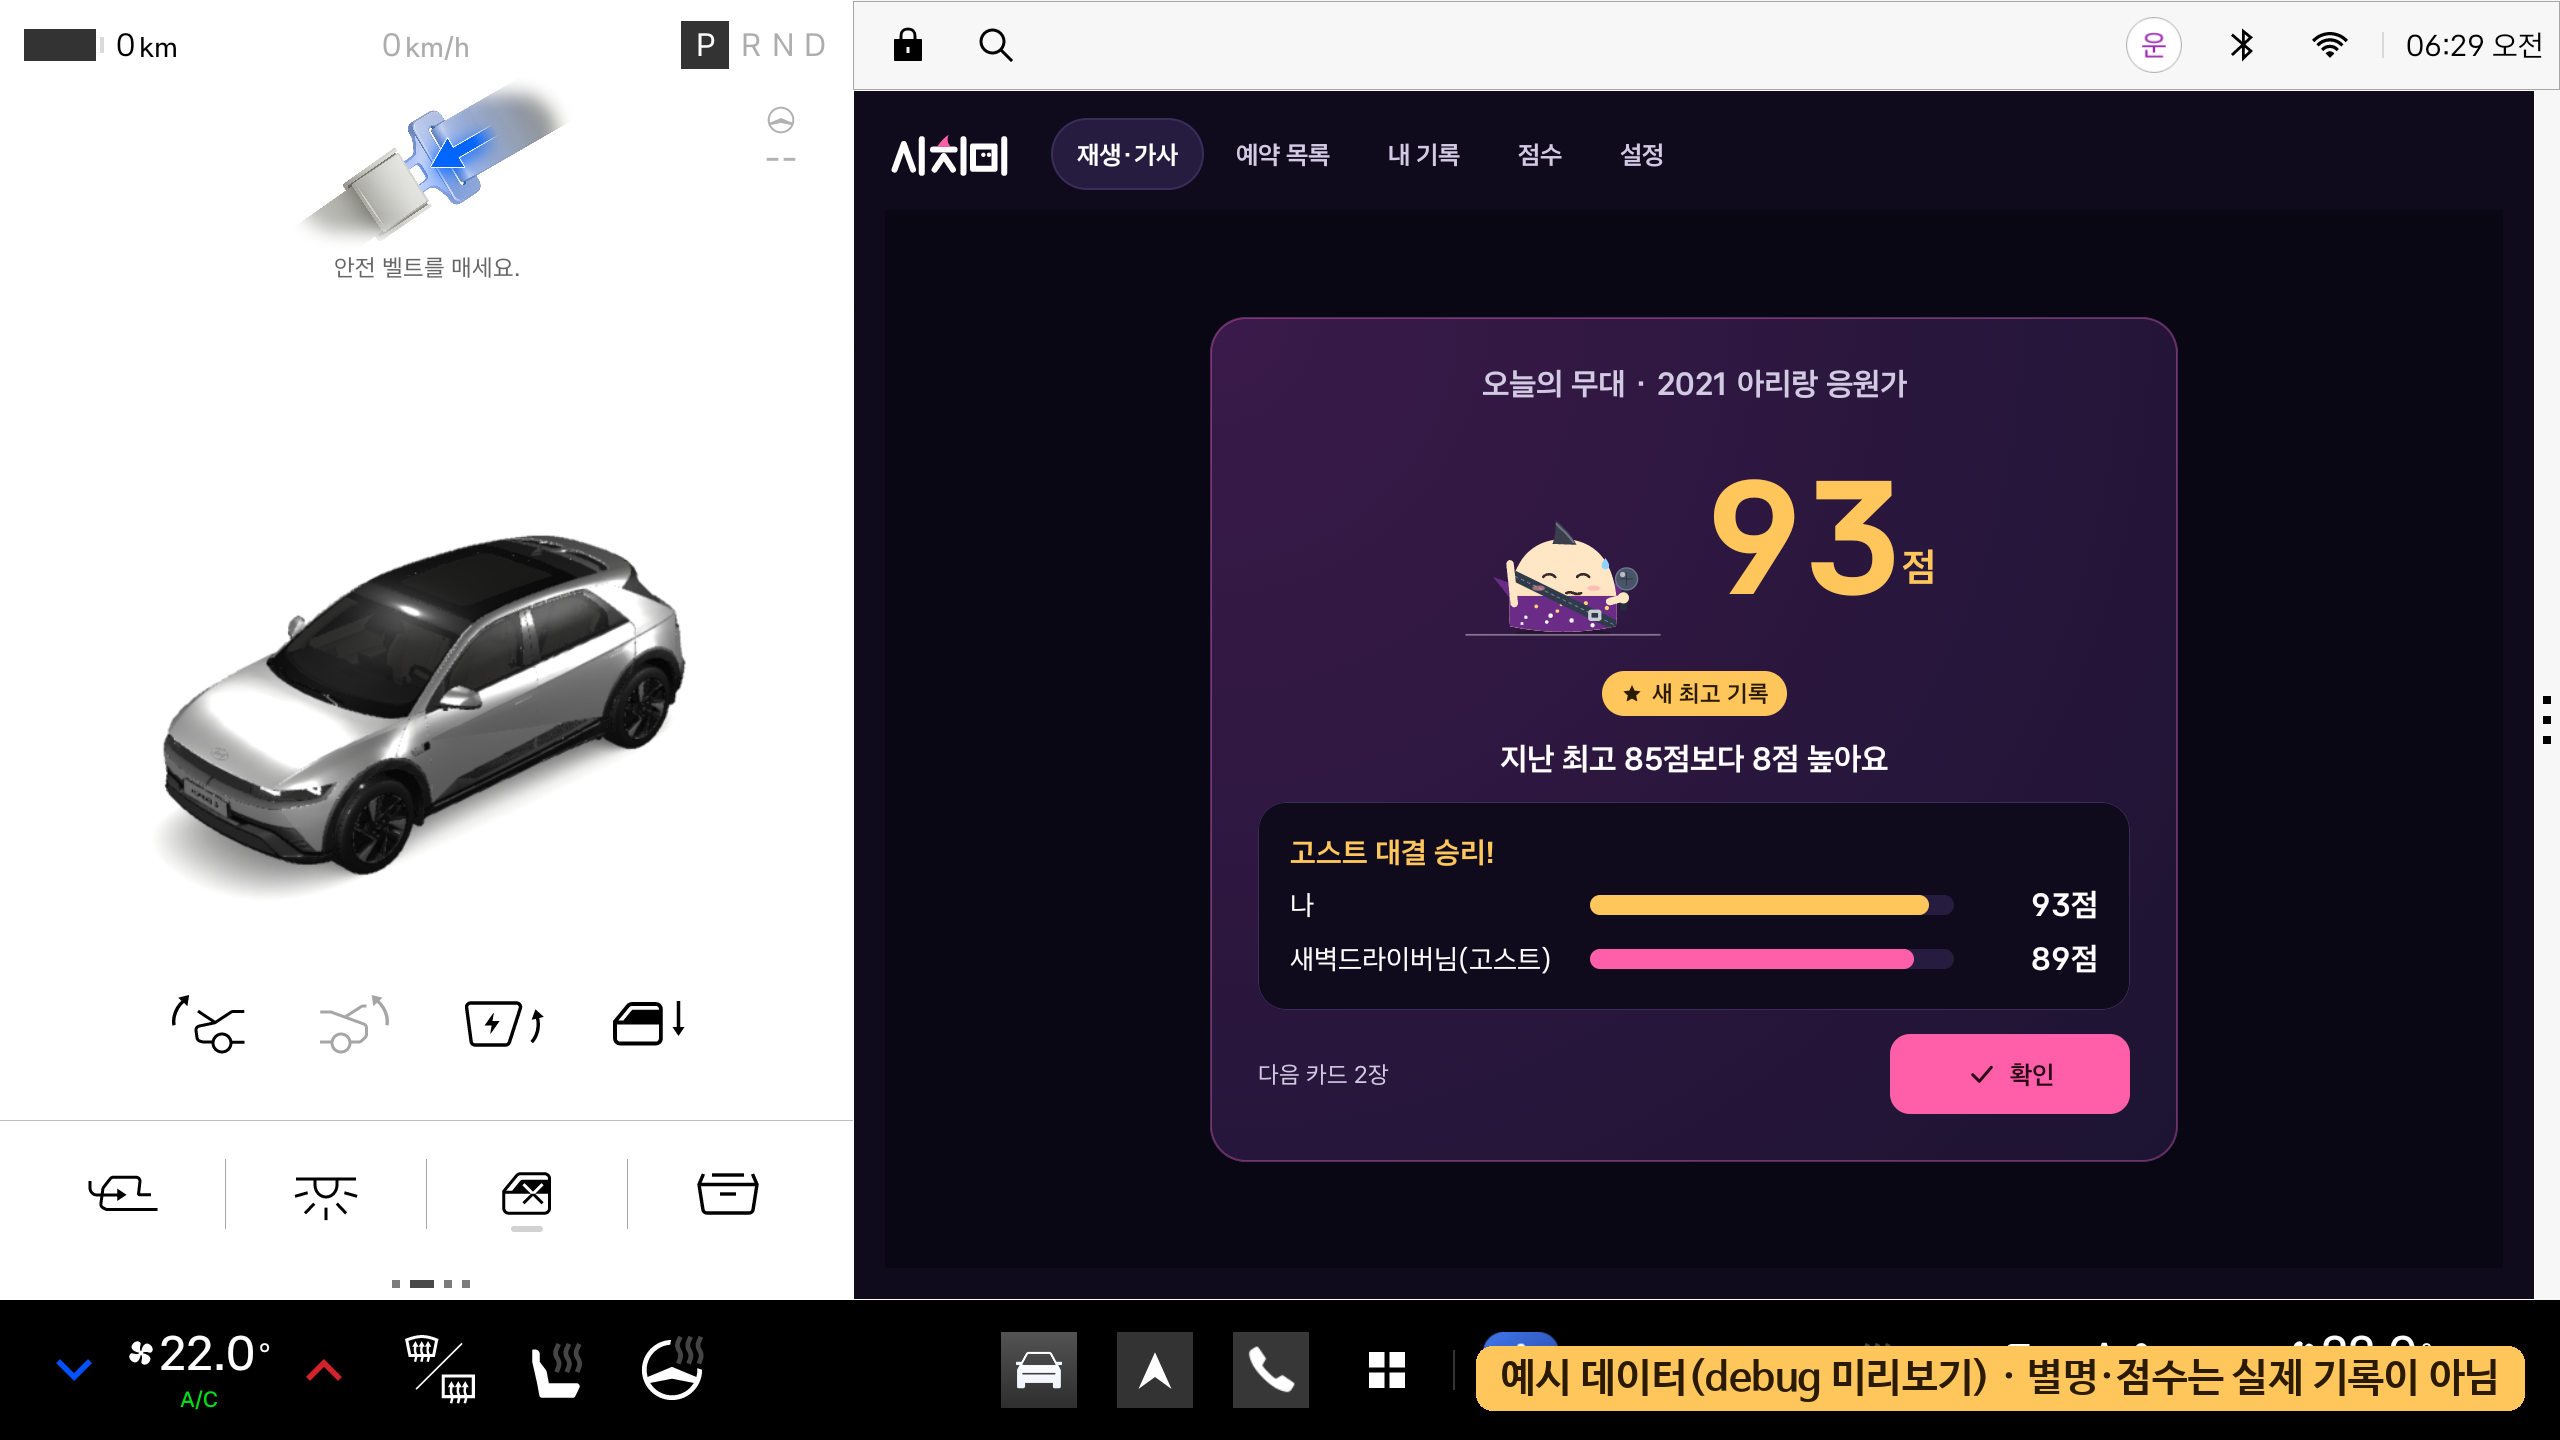 0 km
0 km/h
P R N D
안전 벨트를 매세요.
운
06:29 오전
시치미
재생·가사
예약 목록
내 기록
점수
설정
오늘의 무대 · 2021 아리랑 응원가
93점
★ 새 최고 기록
지난 최고 85점보다 8점 높아요
고스트 대결 승리!
나 93점
새벽드라이버님(고스트) 89점
다음 카드 2장
확인
22.0°
A/C
예시 데이터(debug 미리보기) · 별명·점수는 실제 기록이 아님